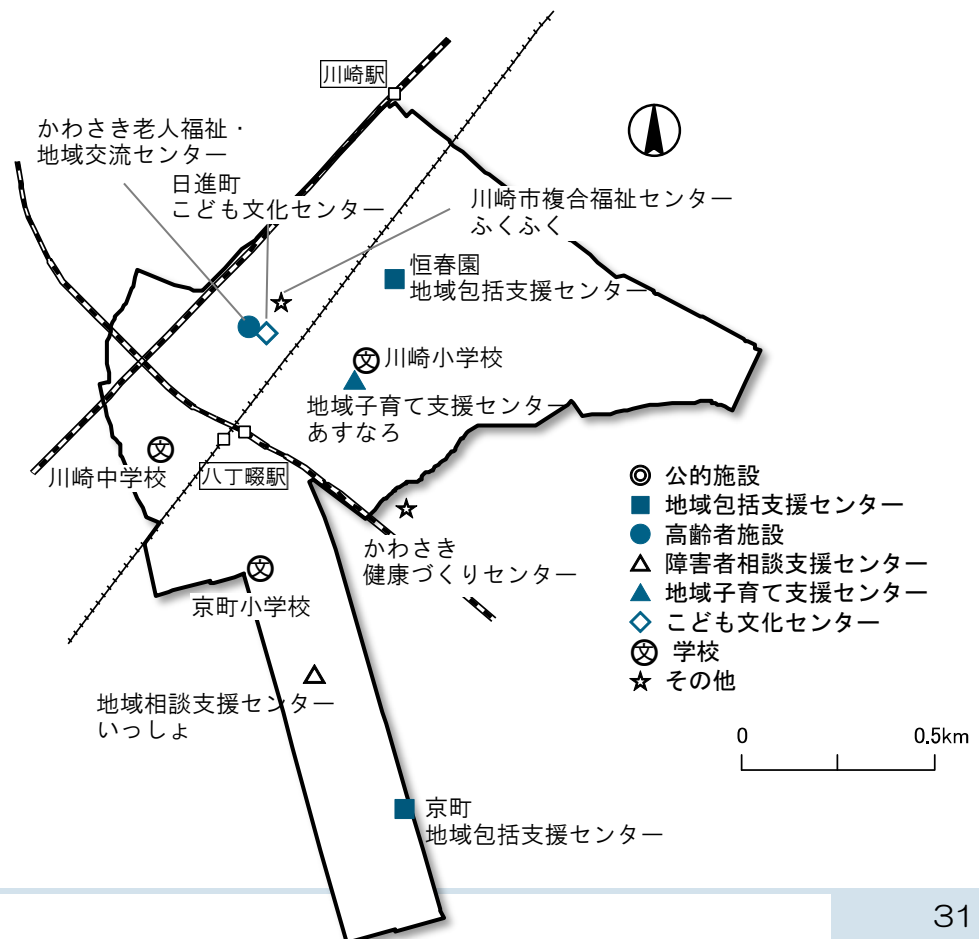 川崎駅
かわさき老人福祉・
地域交流センター
日進町
こども文化センター
川崎市複合福祉センター
ふくふく
恒春園
地域包括支援センター
文
川崎小学校
地域子育て支援センター
あすなろ
文
川崎中学校
八丁畷駅
かわさき
健康づくりセンター
文
京町小学校
地域相談支援センター
いっしょ
京町
地域包括支援センター
公的施設
地域包括支援センター
高齢者施設
障害者相談支援センター
地域子育て支援センター
こども文化センター
文 学校
その他
0 0.5km
31